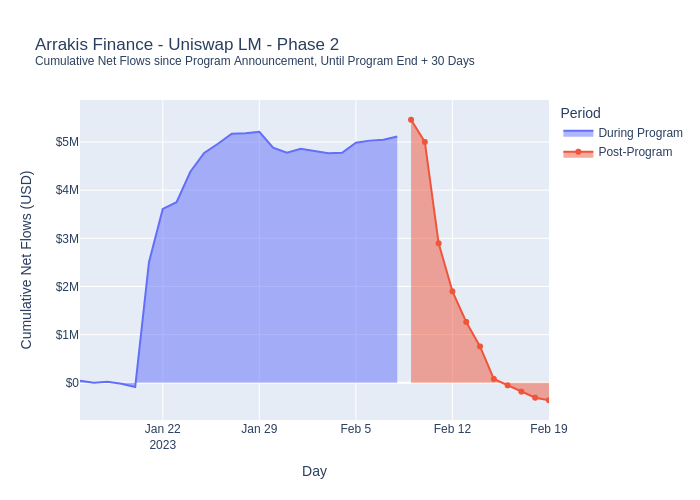 Arrakis Finance - Uniswap LM - Phase 2
Cumulative Net Flows since Program Announcement, Until Program End + 30 Days
Period
During Program
Post-Program
Cumulative Net Flows (USD)
$5M
$4M
$3M
$2M
$1M
$0
Jan 22
2023
Jan 29
Feb 5
Feb 12
Feb 19
Day